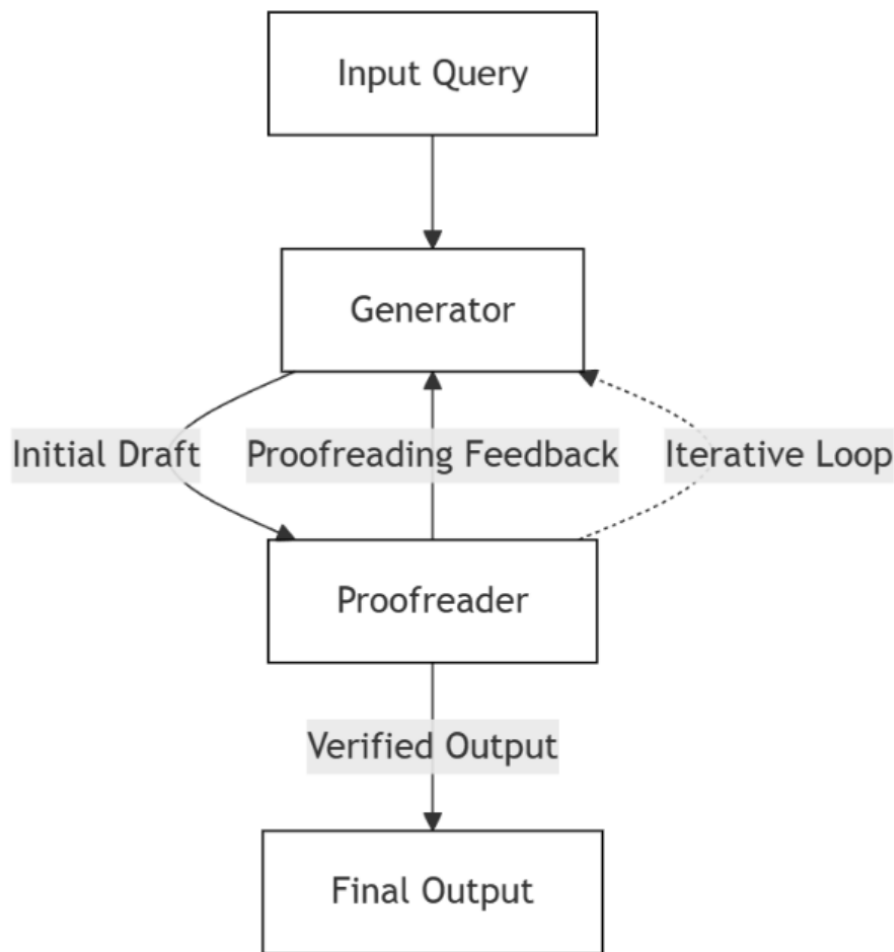 Input Query
Generator
Initial Draft
Proofreading Feedback
Iterative Loop
Proofreader
Verified Output
Final Output